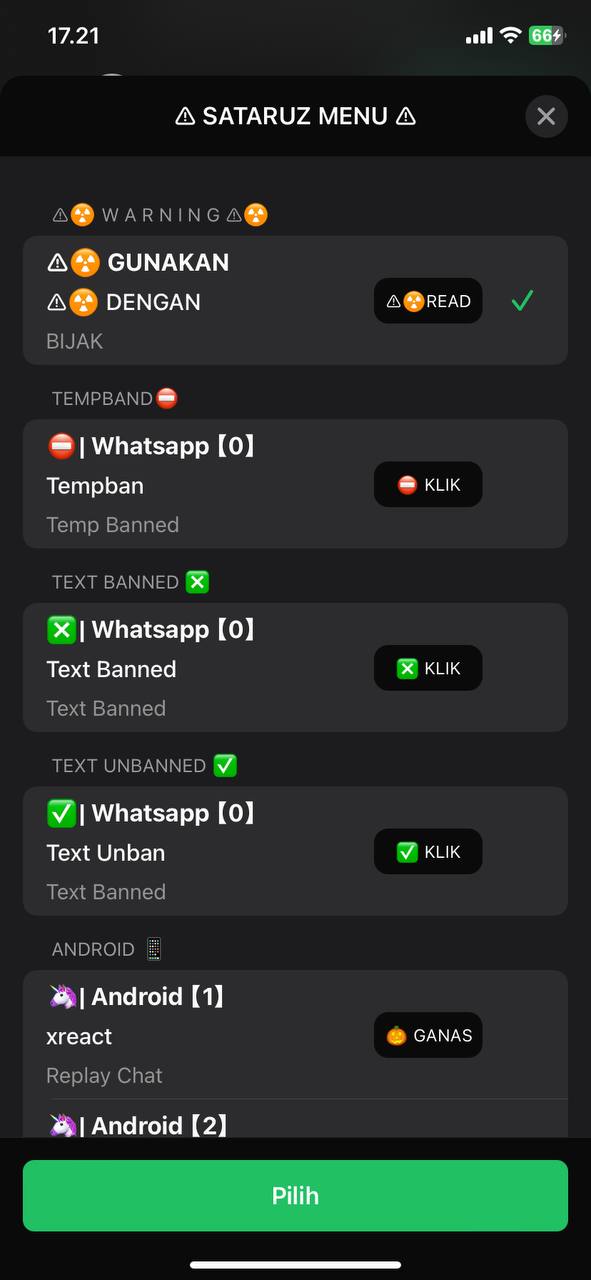 17.21
66
⚠ SATARUZ MENU ⚠
⚠☢️ W A R N I N G ⚠☢️
⚠☢️ GUNAKAN
⚠☢️ DENGAN
⚠☢️READ
BIJAK
TEMPBAND⛔
⛔| Whatsapp【0】
Tempban
⛔ KLIK
Temp Banned
TEXT BANNED ❎
❎| Whatsapp【0】
Text Banned
❎ KLIK
Text Banned
TEXT UNBANNED ✅
✅| Whatsapp【0】
Text Unban
✅ KLIK
Text Banned
ANDROID 📱
🦄| Android【1】
xreact
🎃 GANAS
Replay Chat
🦄| Android【2】
Pilih